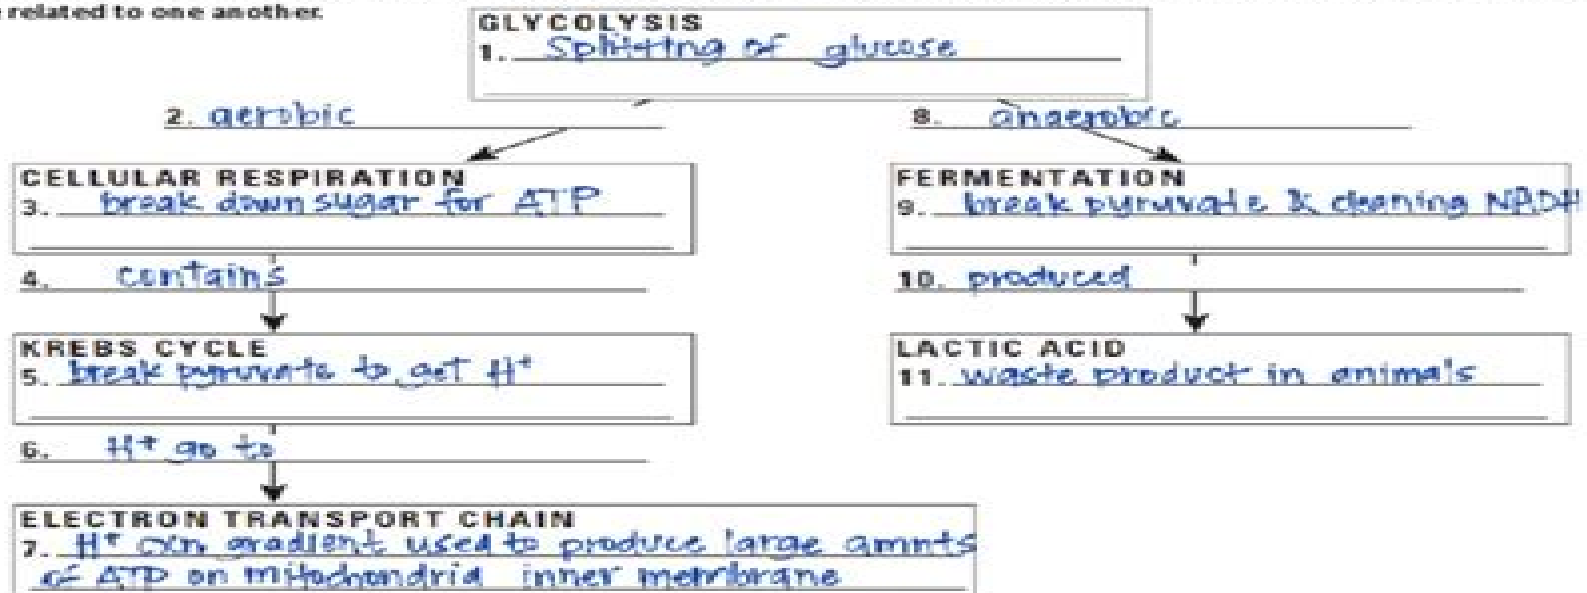 e related to one another.
GLYCOLYSIS
1. Splitting of glucose
2. aerobic
8. anaerobic
CELLULAR RESPIRATION
3. break down sugar for ATP
FERMENTATION
9. break pyruvate & cleaning NADH
4. contains
10. produced
KREBS CYCLE
5. break pyruvate to get H+
LACTIC ACID
11. waste product in animals
6. H+ go to
ELECTRON TRANSPORT CHAIN
7. H+ gradient used to produce large amnts
of ATP on mitochondria inner membrane